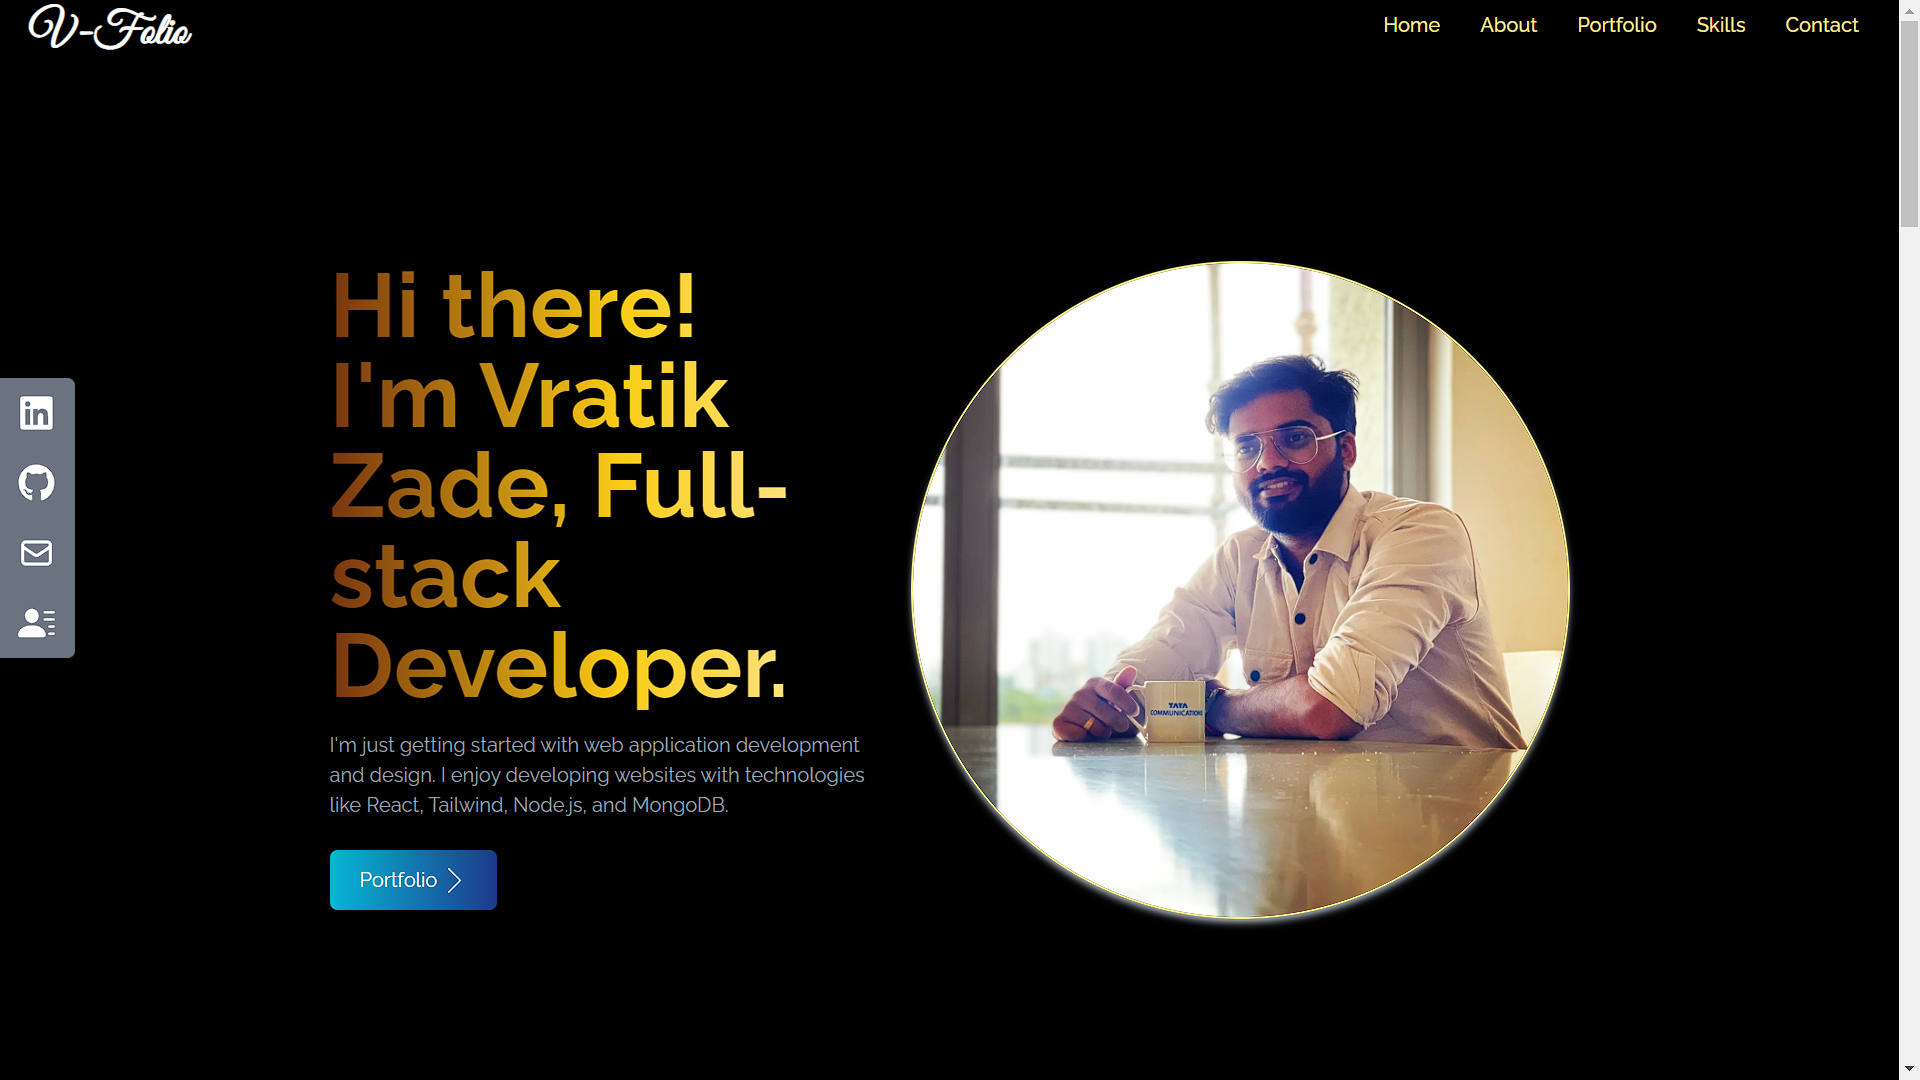 V-Folio
Home About Portfolio Skills Contact
Hi there!
I'm Vratik
Zade, Full-
stack
Developer.
I'm just getting started with web application development
and design. I enjoy developing websites with technologies
like React, Tailwind, Node.js, and MongoDB.
Portfolio
in
TATA
COMMUNICATIONS